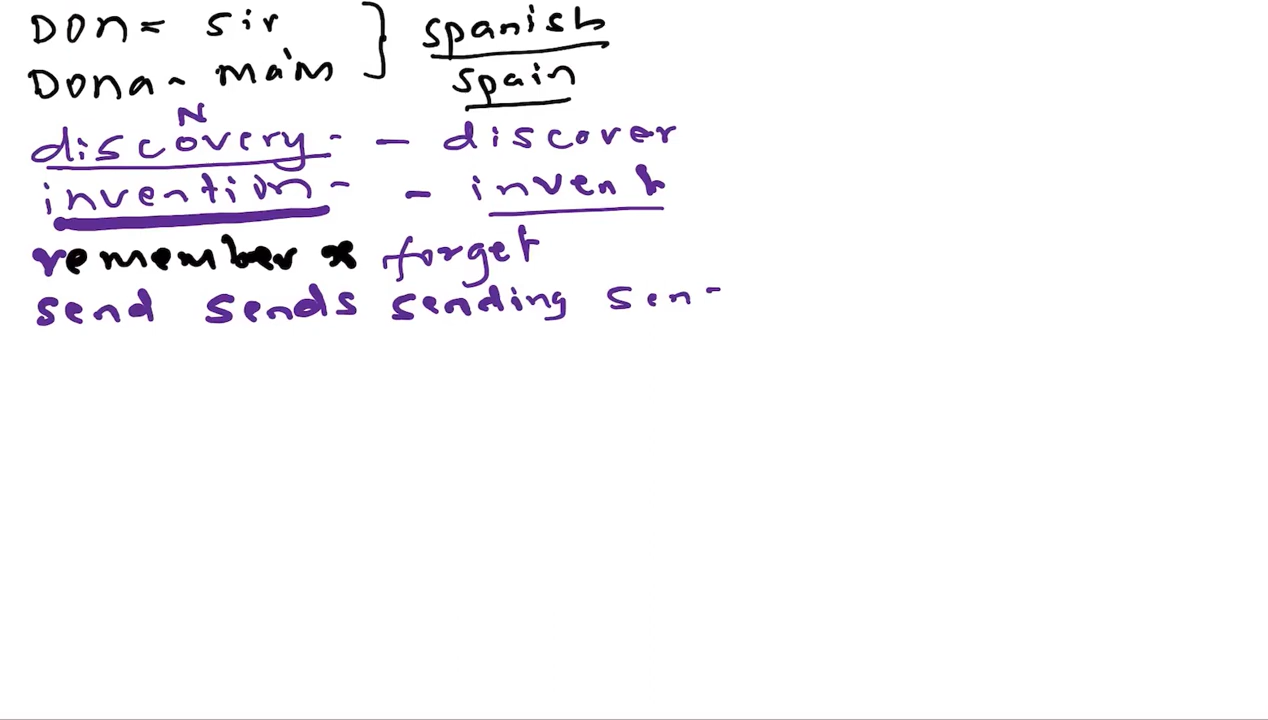 DON = sir } spanish
Dona - ma'm spain
N
discovery - - discover
invention - - invent
remember x forget
send sends sending sen-